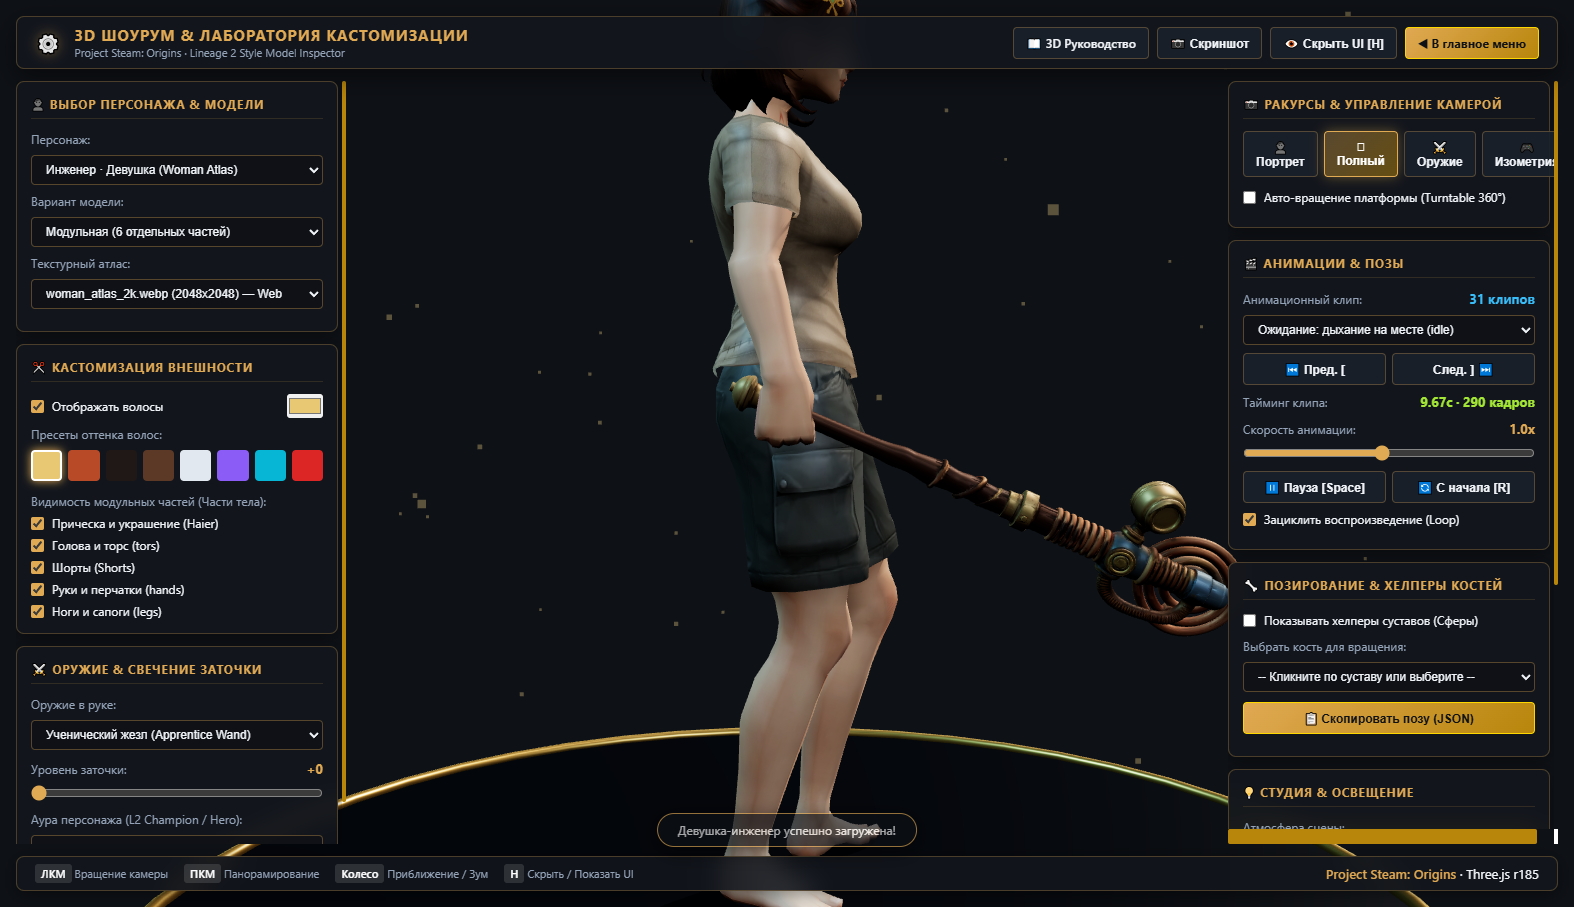 3D ШОУРУМ & ЛАБОРАТОРИЯ КАСТОМИЗАЦИИ
Project Steam: Origins · Lineage 2 Style Model Inspector
3D Руководство
Скриншот
Скрыть UI [H]
◀ В главное меню
ВЫБОР ПЕРСОНАЖА & МОДЕЛИ
Персонаж:
Инженер - Девушка (Woman Atlas)
Вариант модели:
Модульная (6 отдельных частей)
Текстурный атлас:
woman_atlas_2k.webp (2048x2048) — Web
КАСТОМИЗАЦИЯ ВНЕШНОСТИ
Отображать волосы
Пресеты оттенка волос:
Видимость модульных частей (Части тела):
Прическа и украшение (Haier)
Голова и торс (tors)
Шорты (Shorts)
Руки и перчатки (hands)
Ноги и сапоги (legs)
ОРУЖИЕ & СВЕЧЕНИЕ ЗАТОЧКИ
Оружие в руке:
Ученический жезл (Apprentice Wand)
Уровень заточки: +0
Аура персонажа (L2 Champion / Hero):
Девушка-инженер успешно загружена!
РАКУРСЫ & УПРАВЛЕНИЕ КАМЕРОЙ
Портрет
Полный
Оружие
Изометрия
Авто-вращение платформы (Turntable 360°)
АНИМАЦИИ & ПОЗЫ
Анимационный клип: 31 клипов
Ожидание: дыхание на месте (idle)
Пред. [
След. ]
Тайминг клипа: 9.67с · 290 кадров
Скорость анимации: 1.0x
Пауза [Space]
С начала [R]
Зациклить воспроизведение (Loop)
ПОЗИРОВАНИЕ & ХЕЛПЕРЫ КОСТЕЙ
Показывать хелперы суставов (Сферы)
Выбрать кость для вращения:
-- Кликните по суставу или выберите --
Скопировать позу (JSON)
СТУДИЯ & ОСВЕЩЕНИЕ
Атмосфера сцены:
ЛКМ Вращение камеры
ПКМ Панорамирование
Колесо Приближение / Зум
H Скрыть / Показать UI
Project Steam: Origins · Three.js r185